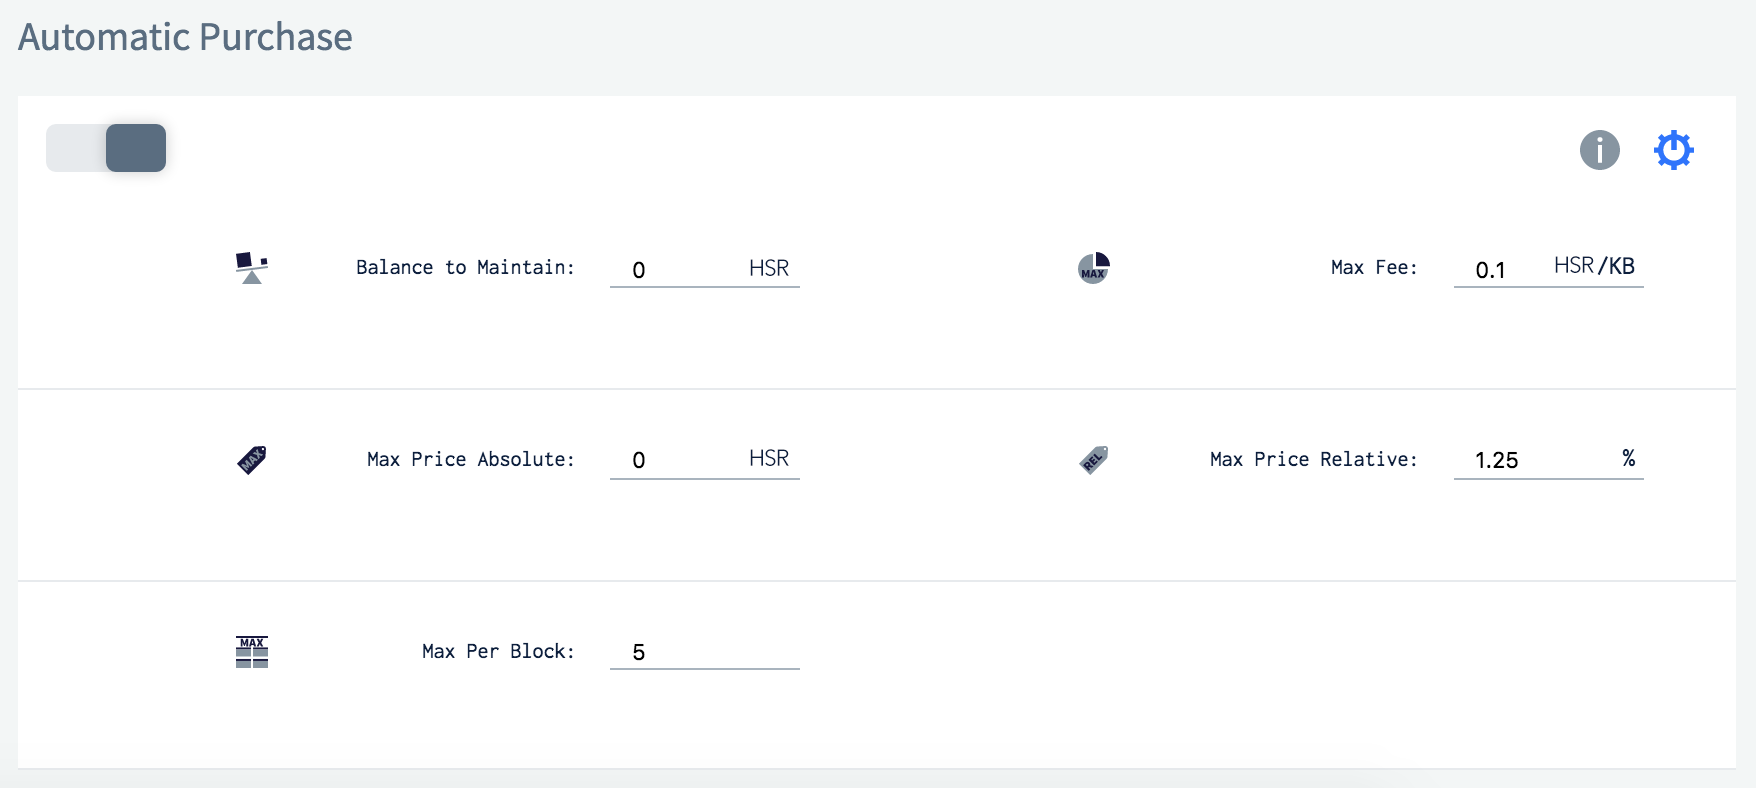 Automatic Purchase
i
Balance to Maintain: 0 HSR
MAX Max Fee: 0.1 HSR/KB
MAX Max Price Absolute: 0 HSR
REL Max Price Relative: 1.25 %
MAX Max Per Block: 5